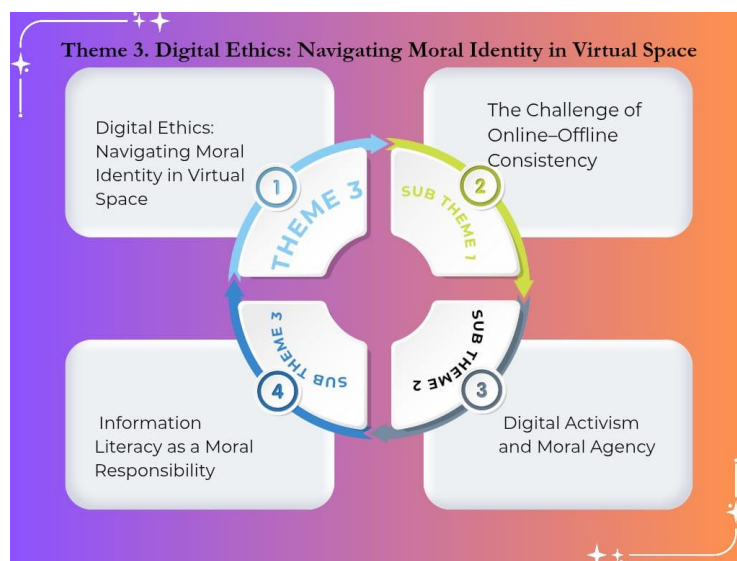 Theme 3. Digital Ethics: Navigating Moral Identity in Virtual Space
Digital Ethics:
Navigating Moral
Identity in Virtual
Space
1
THEME 3
The Challenge of
Online–Offline
Consistency
2
SUB THEME 1
SUB THEME 2
3
Digital Activism
and Moral Agency
SUB THEME 3
4
Information
Literacy as a Moral
Responsibility